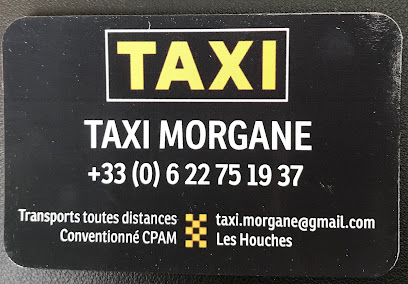 TAXI
TAXI MORGANE
+33 (0) 6 22 75 19 37
Transports toutes distances taxi.morgane@gmail.com
Conventionné CPAM Les Houches